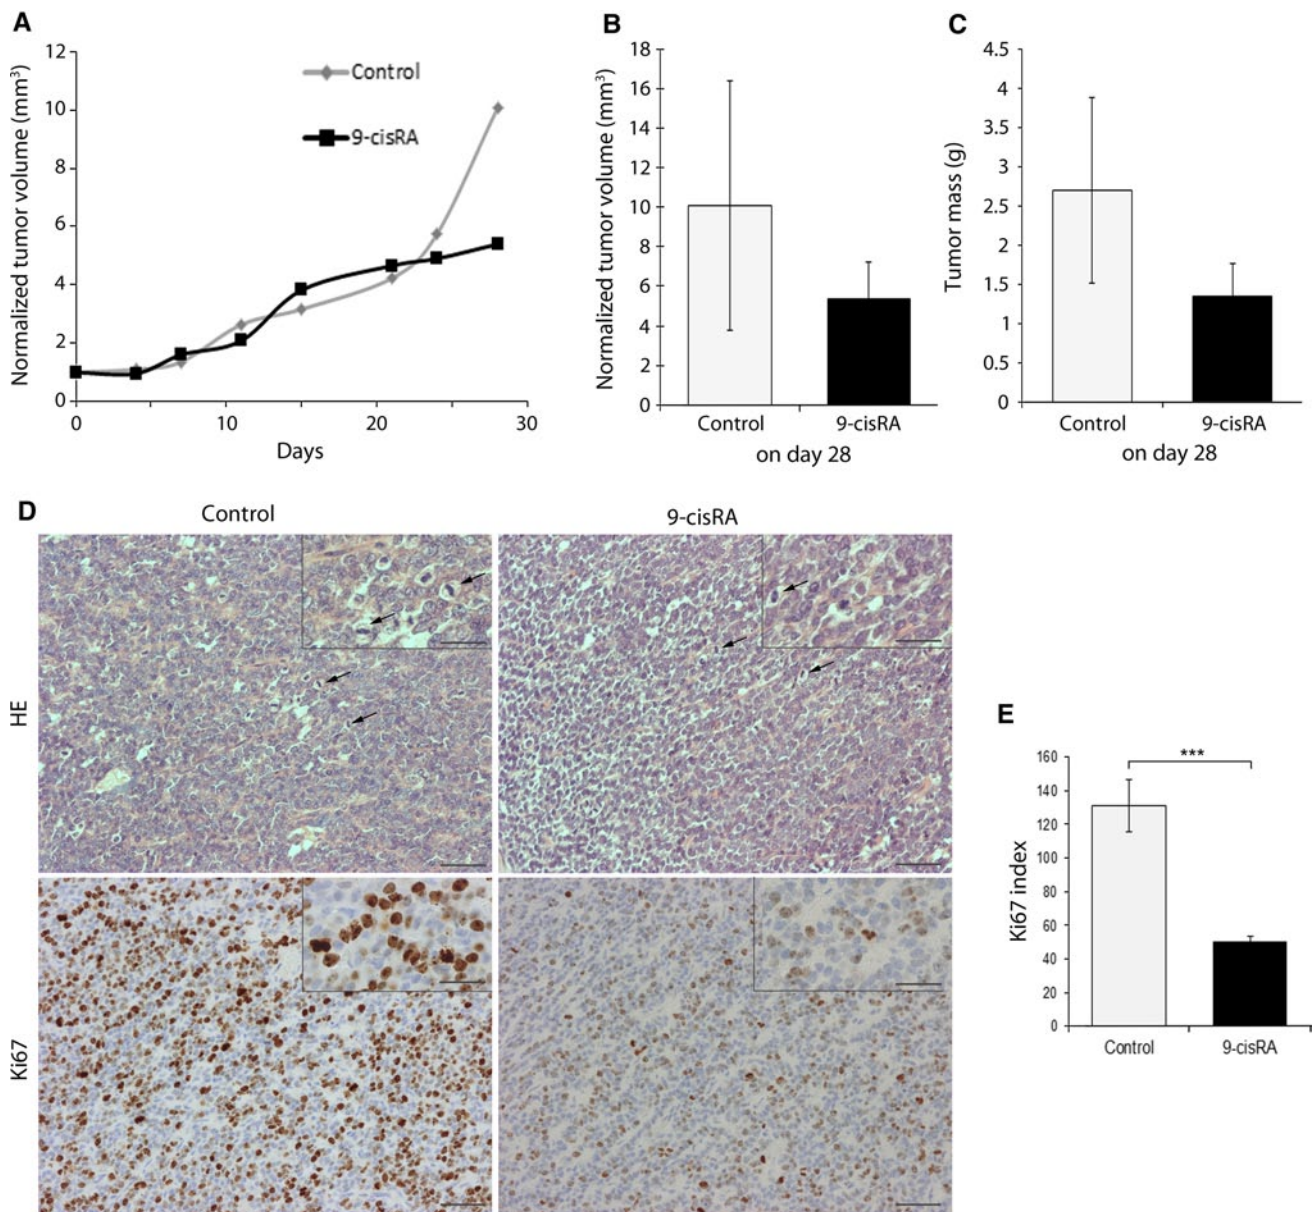 A
Normalized tumor volume (mm³)
12
10
8
6
4
2
0
0
10
20
30
Days
Control
9-cisRA
B
Normalized tumor volume (mm³)
18
16
14
12
10
8
6
4
2
0
Control
9-cisRA
on day 28
C
Tumor mass (g)
4.5
4
3.5
3
2.5
2
1.5
1
0.5
0
Control
9-cisRA
on day 28
D
Control
9-cisRA
HE
Ki67
E
Ki67 index
160
140
120
100
80
60
40
20
0
***
Control
9-cisRA